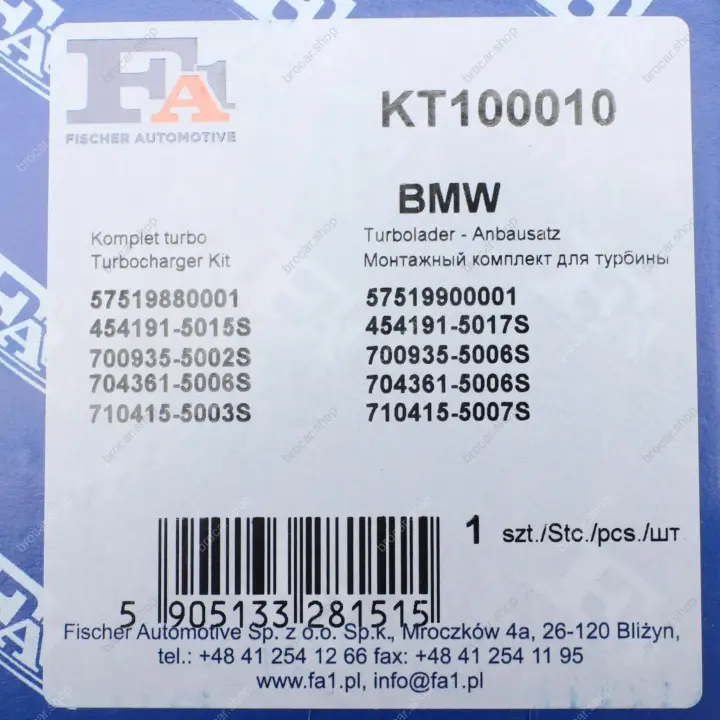 FA1
FISCHER AUTOMOTIVE
KT100010
BMW
Komplet turbo
Turbocharger Kit
Turbolader - Anbausatz
Монтажный комплект для турбины
57519880001 57519900001
454191-5015S 454191-5017S
700935-5002S 700935-5006S
704361-5006S 704361-5006S
710415-5003S 710415-5007S
1 szt./Stc./pcs./шт
5 905133 281515
Fischer Automotive Sp. z o.o. Sp.k., Mroczków 4a, 26-120 Bliżyn,
tel.: +48 41 254 12 66 fax: +48 41 254 11 95
www.fa1.pl, info@fa1.pl
brocar.shop